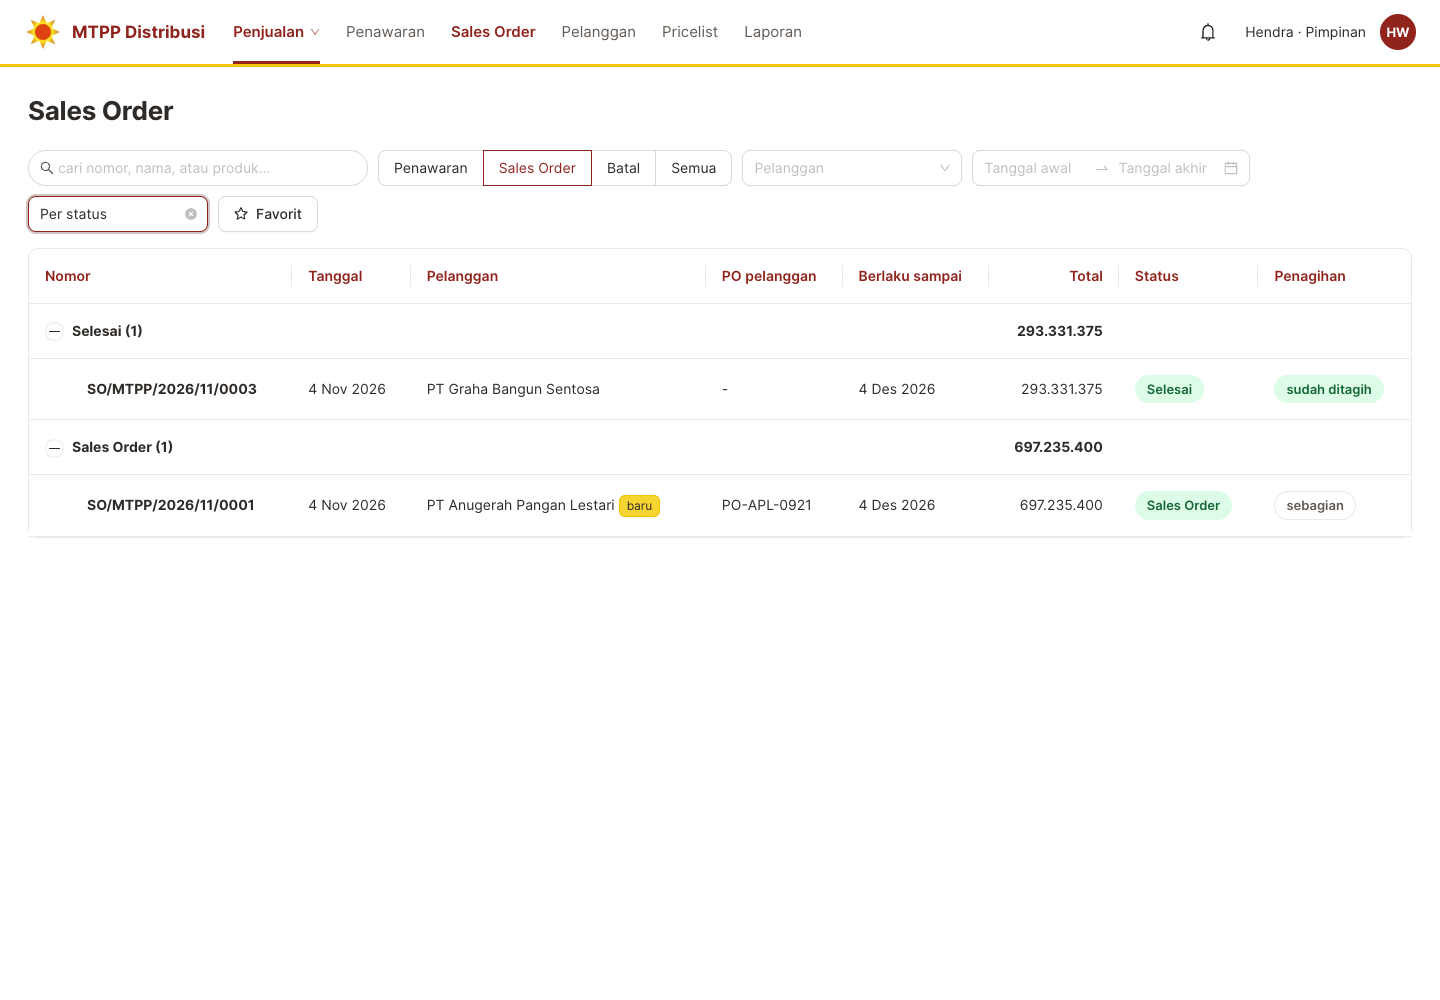 MTPP Distribusi Penjualan Penawaran Sales Order Pelanggan Pricelist Laporan Hendra · Pimpinan HW
Sales Order
cari nomor, nama, atau produk... Penawaran Sales Order Batal Semua Pelanggan Tanggal awal Tanggal akhir
Per status Favorit
Nomor Tanggal Pelanggan PO pelanggan Berlaku sampai Total Status Penagihan
Selesai (1) 293.331.375
SO/MTPP/2026/11/0003 4 Nov 2026 PT Graha Bangun Sentosa - 4 Des 2026 293.331.375 Selesai sudah ditagih
Sales Order (1) 697.235.400
SO/MTPP/2026/11/0001 4 Nov 2026 PT Anugerah Pangan Lestari baru PO-APL-0921 4 Des 2026 697.235.400 Sales Order sebagian